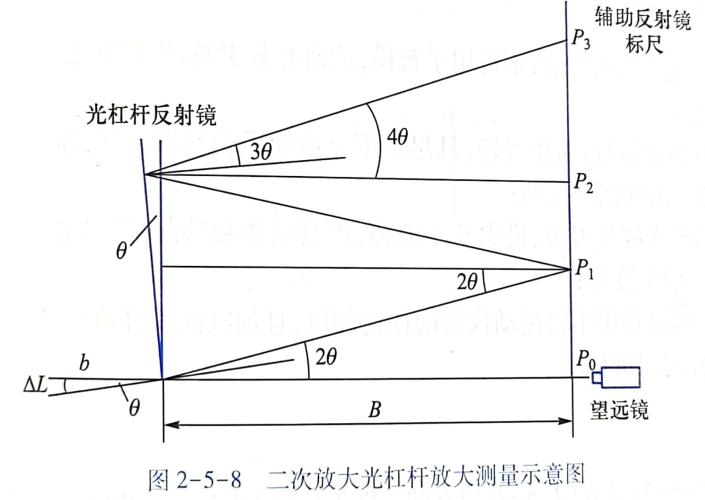 辅助反射镜
标尺
P3
光杠杆反射镜
4θ
3θ
P2
θ
P1
2θ
2θ
P0
b
ΔL
θ
B
望远镜
图 2-5-8 二次放大光杠杆放大测量示意图